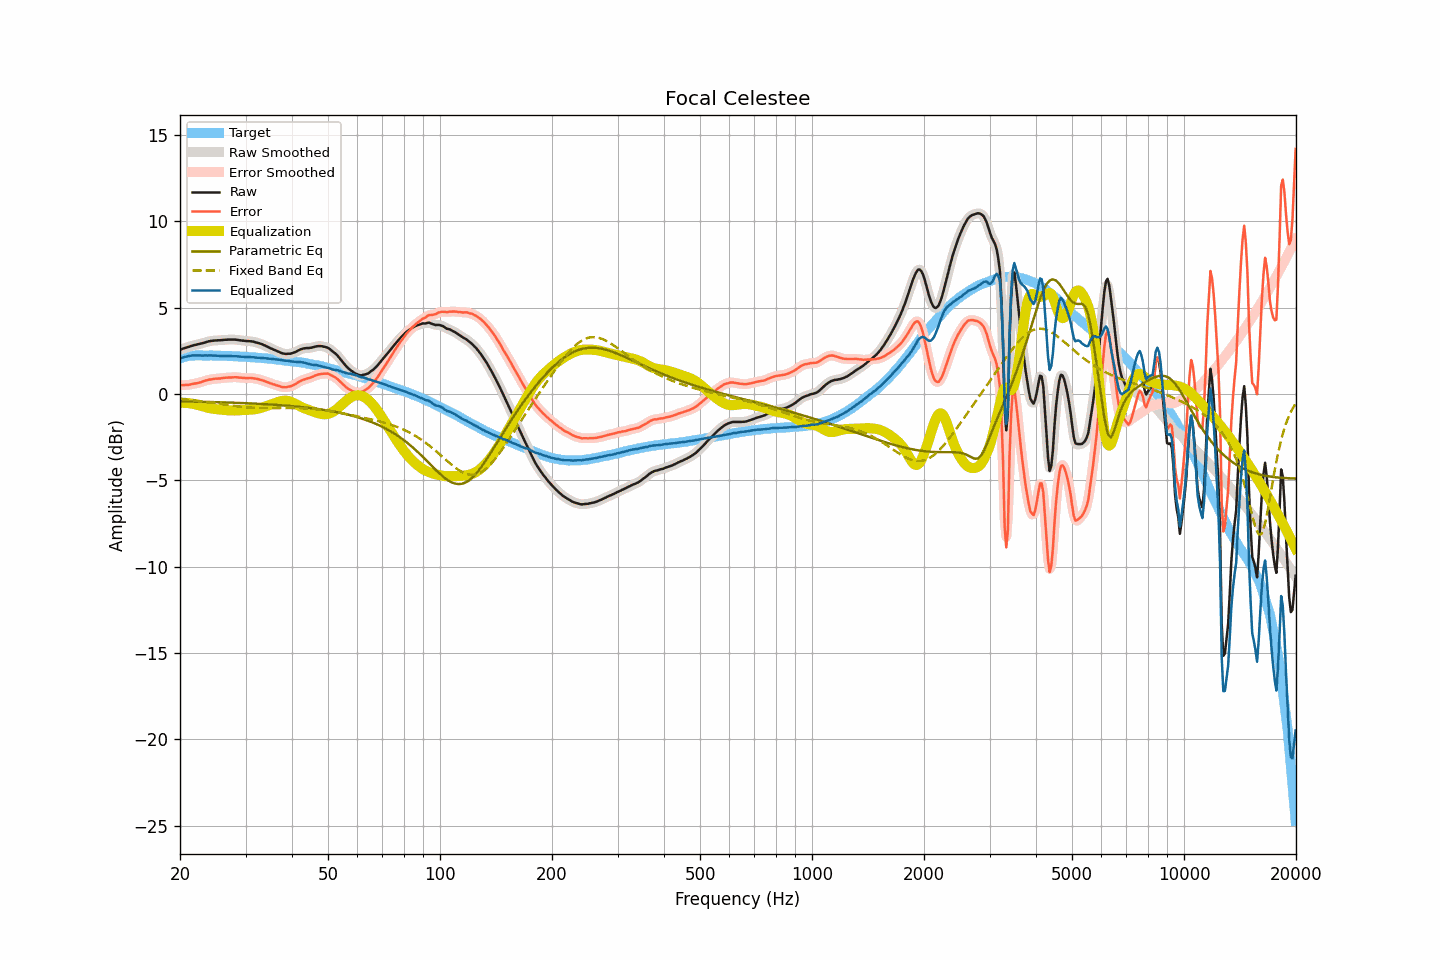 Focal Celestee
15
10
5
0
−5
−10
−15
−20
−25
Amplitude (dBr)
Target
Raw Smoothed
Error Smoothed
Raw
Error
Equalization
Parametric Eq
Fixed Band Eq
Equalized
20 50 100 200 500 1000 2000 5000 10000 20000
Frequency (Hz)